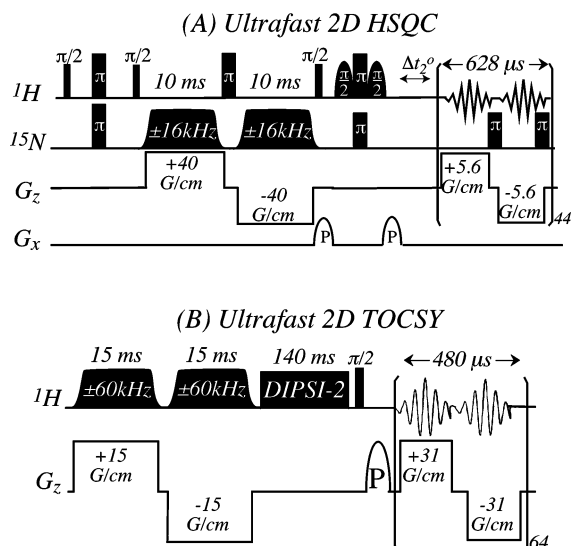 (A) Ultrafast 2D HSQC
π/2 π π/2 10 ms π 10 ms π/2 π/2 π π/2 Δt₂ᵒ 628 μs
¹H
¹⁵N π ±16kHz ±16kHz π π π
Gz +40 G/cm -40 G/cm +5.6 G/cm -5.6 G/cm 44
Gx P P
(B) Ultrafast 2D TOCSY
15 ms 15 ms 140 ms π/2 480 μs
¹H ±60kHz ±60kHz DIPSI-2
Gz +15 G/cm -15 G/cm P +31 G/cm -31 G/cm 64